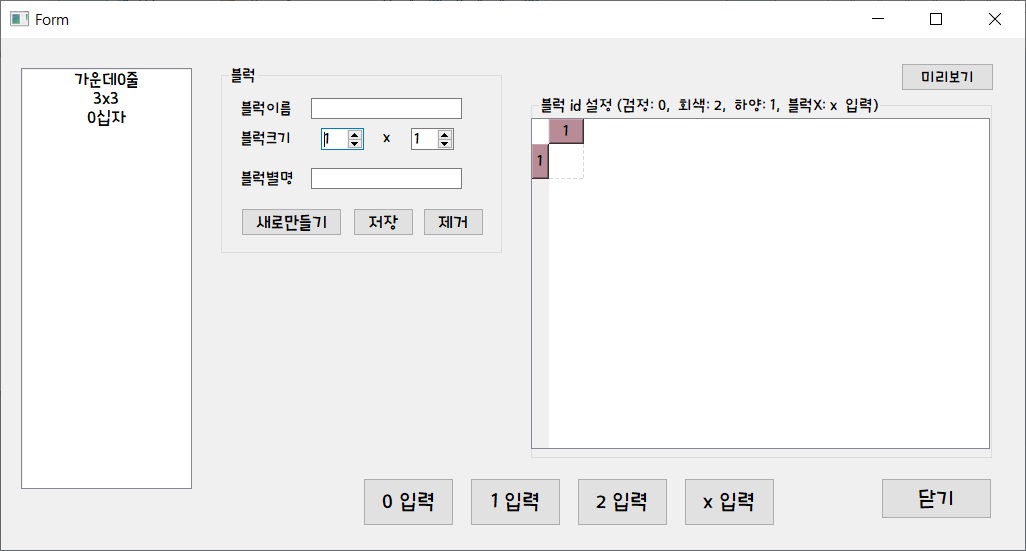 Form
가운데0줄
3x3
0십자
블럭
블럭이름
블럭크기 1 x 1
블럭별명
새로만들기 저장 제거
미리보기
블럭 id 설정 (검정: 0, 회색: 2, 하양: 1, 블럭X: x 입력)
1
1
0 입력 1 입력 2 입력 x 입력 닫기